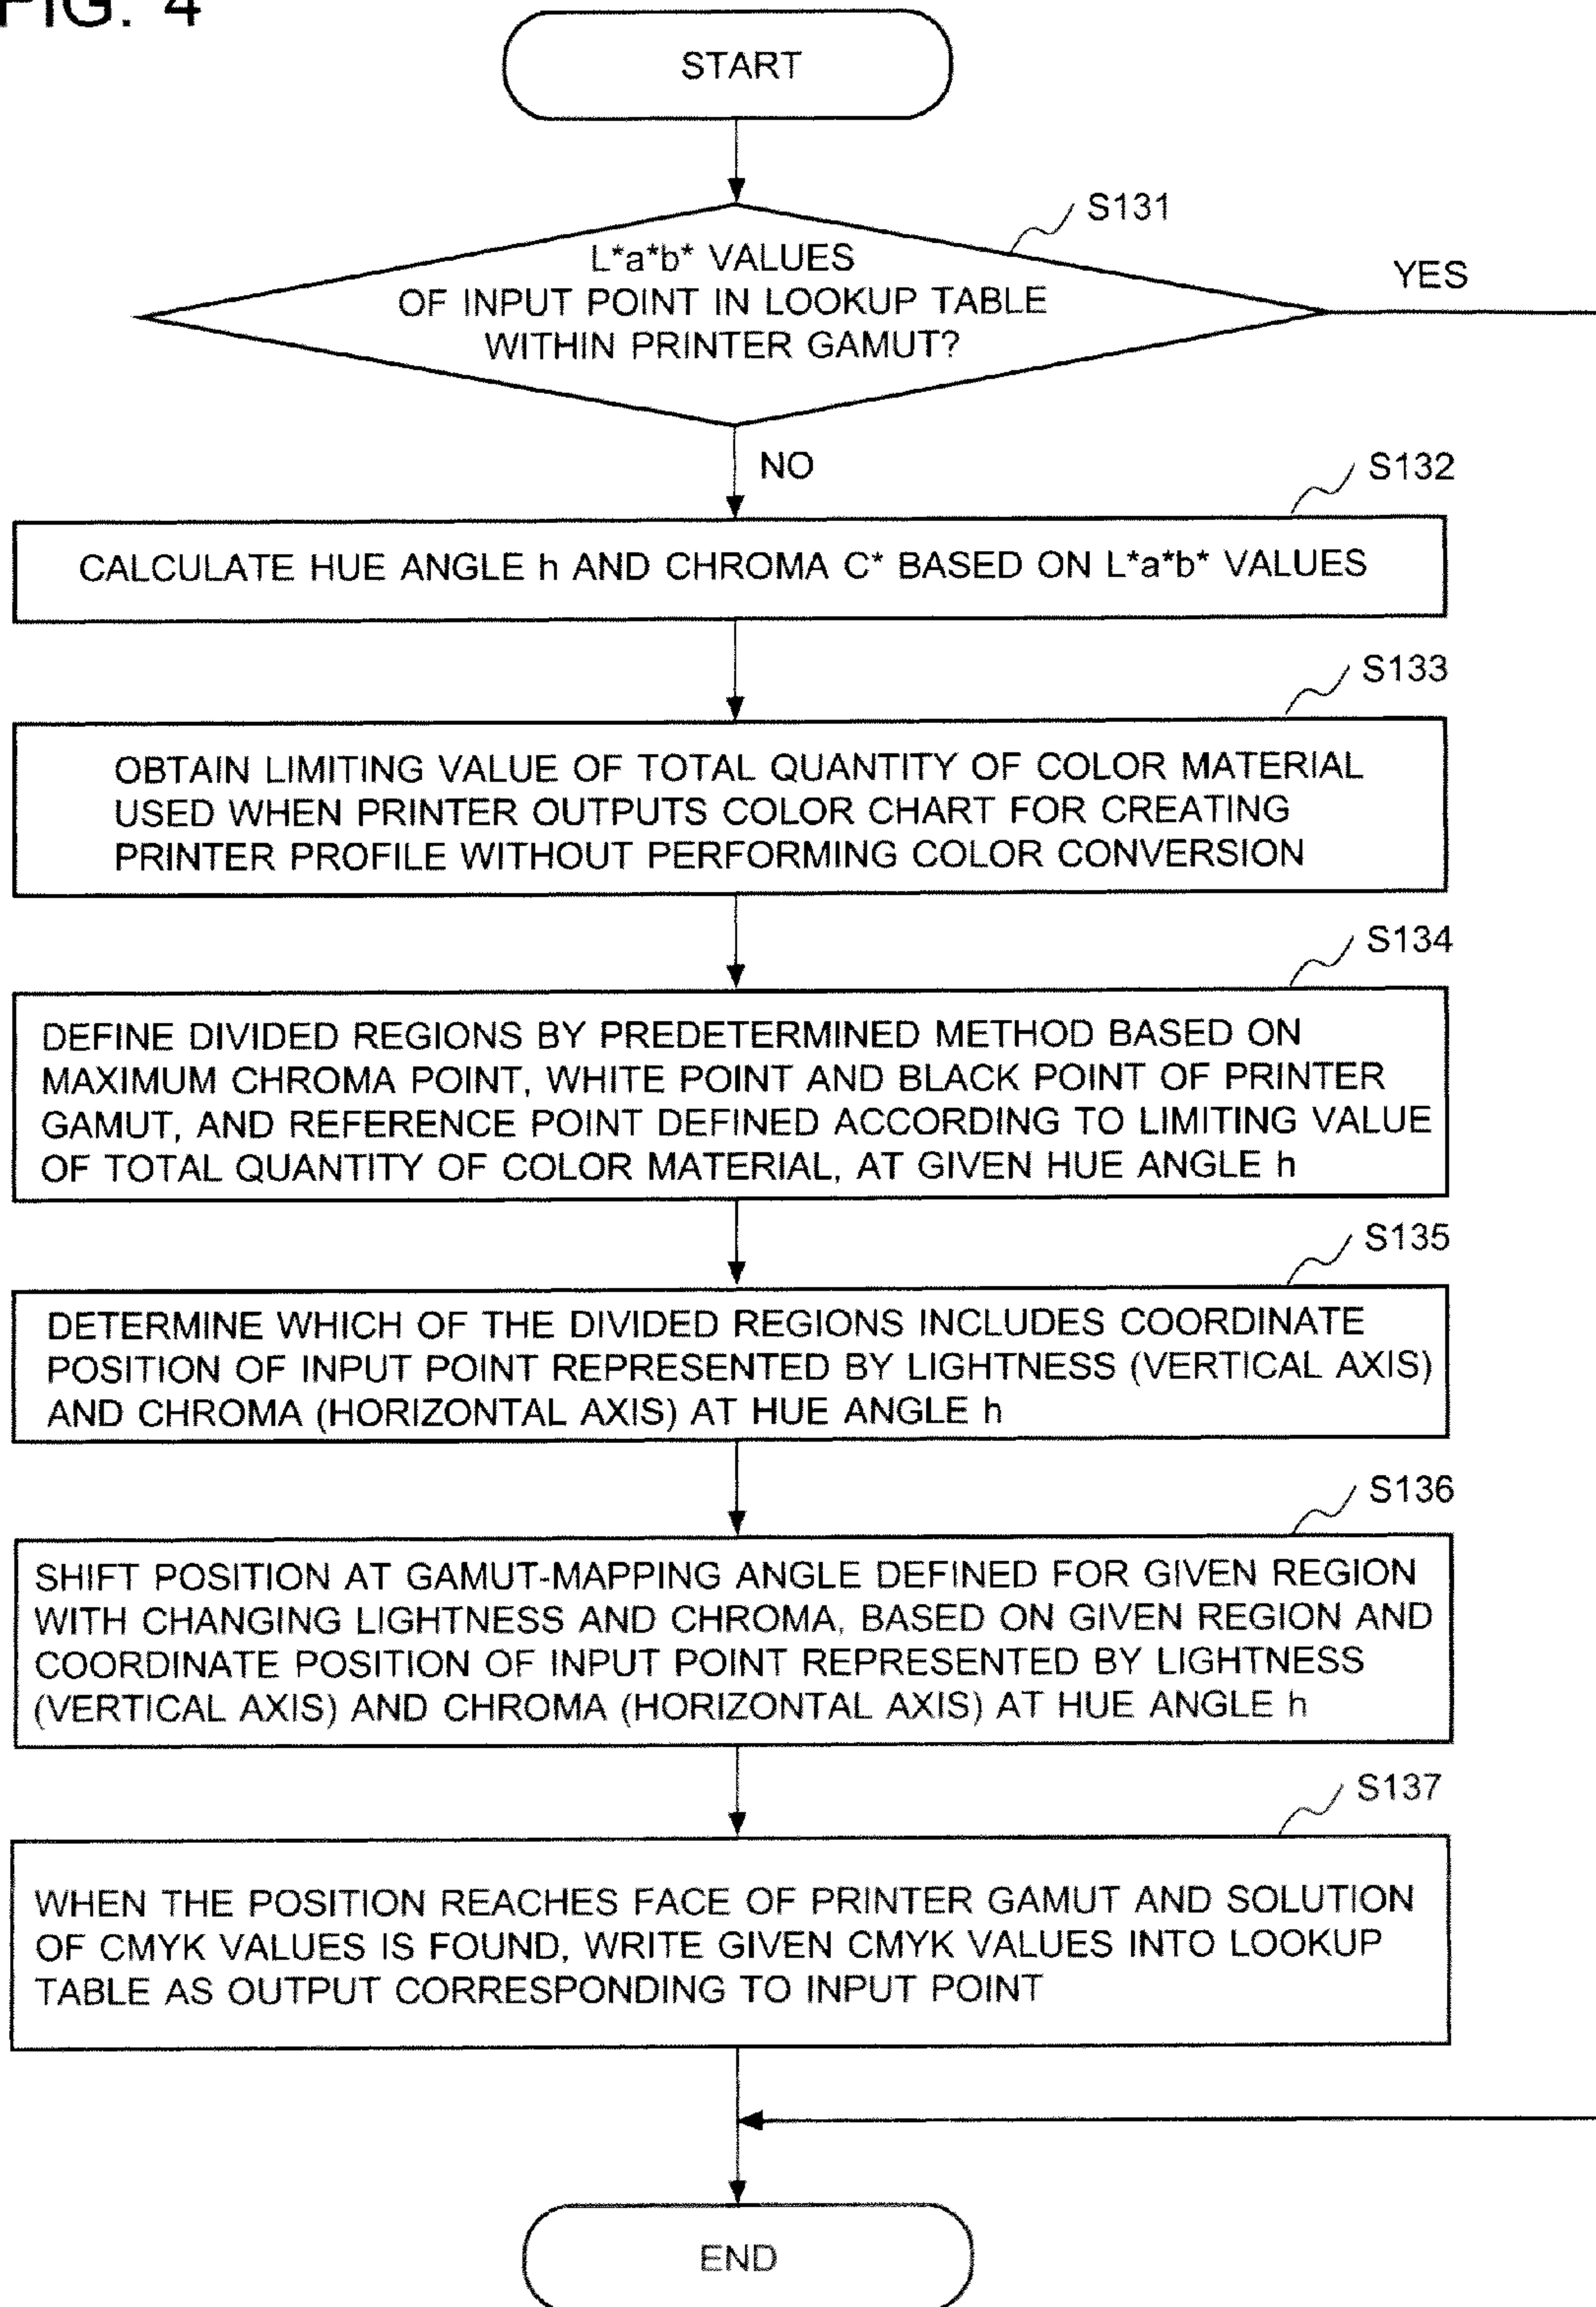 FIG. 4
START
S131
L*a*b* VALUES
OF INPUT POINT IN LOOKUP TABLE
WITHIN PRINTER GAMUT?
YES
NO
S132
CALCULATE HUE ANGLE h AND CHROMA C* BASED ON L*a*b* VALUES
S133
OBTAIN LIMITING VALUE OF TOTAL QUANTITY OF COLOR MATERIAL
USED WHEN PRINTER OUTPUTS COLOR CHART FOR CREATING
PRINTER PROFILE WITHOUT PERFORMING COLOR CONVERSION
S134
DEFINE DIVIDED REGIONS BY PREDETERMINED METHOD BASED ON
MAXIMUM CHROMA POINT, WHITE POINT AND BLACK POINT OF PRINTER
GAMUT, AND REFERENCE POINT DEFINED ACCORDING TO LIMITING VALUE
OF TOTAL QUANTITY OF COLOR MATERIAL, AT GIVEN HUE ANGLE h
S135
DETERMINE WHICH OF THE DIVIDED REGIONS INCLUDES COORDINATE
POSITION OF INPUT POINT REPRESENTED BY LIGHTNESS (VERTICAL AXIS)
AND CHROMA (HORIZONTAL AXIS) AT HUE ANGLE h
S136
SHIFT POSITION AT GAMUT-MAPPING ANGLE DEFINED FOR GIVEN REGION
WITH CHANGING LIGHTNESS AND CHROMA, BASED ON GIVEN REGION AND
COORDINATE POSITION OF INPUT POINT REPRESENTED BY LIGHTNESS
(VERTICAL AXIS) AND CHROMA (HORIZONTAL AXIS) AT HUE ANGLE h
S137
WHEN THE POSITION REACHES FACE OF PRINTER GAMUT AND SOLUTION
OF CMYK VALUES IS FOUND, WRITE GIVEN CMYK VALUES INTO LOOKUP
TABLE AS OUTPUT CORRESPONDING TO INPUT POINT
END